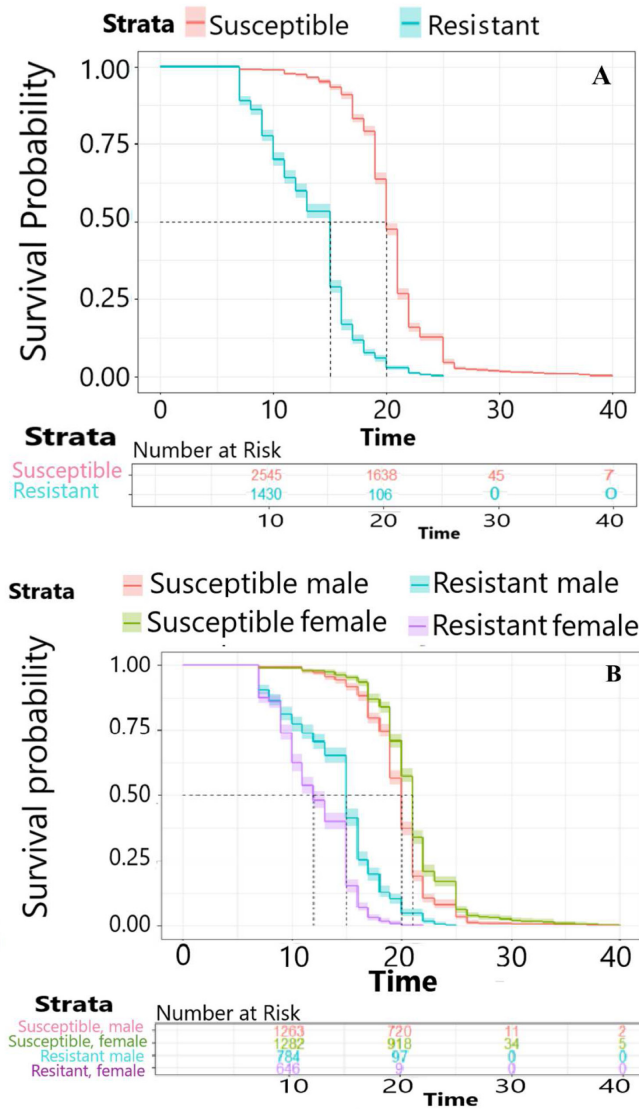 Strata Susceptible Resistant
A
Survival Probability
1.00
0.75
0.50
0.25
0.00
0 10 20 30 40
Time
Strata
Number at Risk
Susceptible 2545 1638 45 7
Resistant 1430 106 0 0
10 20 30 40
Time
Strata Susceptible male Resistant male
Susceptible female Resistant female
B
Survival probability
1.00
0.75
0.50
0.25
0.00
0 10 20 30 40
Time
Strata
Number at Risk
Susceptible, male 1263 720 11 2
Susceptible, female 1282 918 34 5
Resistant male 784 97 0 0
Resitant, female 646 9 0 0
10 20 30 40
Time